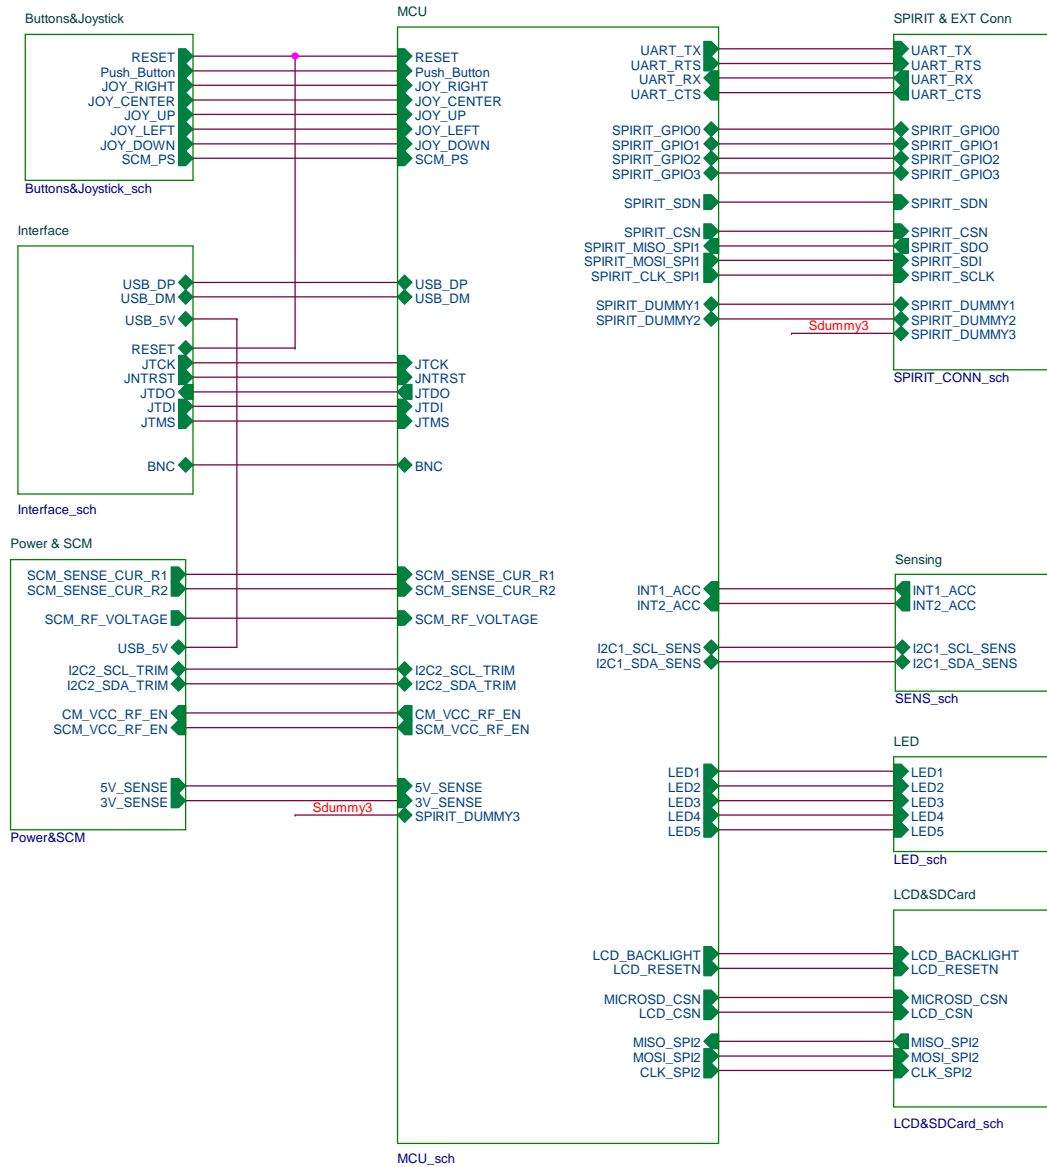 Buttons&Joystick
RESET
Push_Button
JOY_RIGHT
JOY_CENTER
JOY_UP
JOY_LEFT
JOY_DOWN
SCM_PS
Buttons&Joystick_sch
Interface
USB_DP
USB_DM
USB_5V
RESET
JTCK
JNTRST
JTDO
JTDI
JTMS
BNC
Interface_sch
Power & SCM
SCM_SENSE_CUR_R1
SCM_SENSE_CUR_R2
SCM_RF_VOLTAGE
USB_5V
I2C2_SCL_TRIM
I2C2_SDA_TRIM
CM_VCC_RF_EN
SCM_VCC_RF_EN
5V_SENSE
3V_SENSE
Power&SCM
MCU
RESET
Push_Button
JOY_RIGHT
JOY_CENTER
JOY_UP
JOY_LEFT
JOY_DOWN
SCM_PS
USB_DP
USB_DM
JTCK
JNTRST
JTDO
JTDI
JTMS
BNC
SCM_SENSE_CUR_R1
SCM_SENSE_CUR_R2
SCM_RF_VOLTAGE
I2C2_SCL_TRIM
I2C2_SDA_TRIM
CM_VCC_RF_EN
SCM_VCC_RF_EN
5V_SENSE
3V_SENSE
Sdummy3
SPIRIT_DUMMY3
UART_TX
UART_RTS
UART_RX
UART_CTS
SPIRIT_GPIO0
SPIRIT_GPIO1
SPIRIT_GPIO2
SPIRIT_GPIO3
SPIRIT_SDN
SPIRIT_CSN
SPIRIT_MISO_SPI1
SPIRIT_MOSI_SPI1
SPIRIT_CLK_SPI1
SPIRIT_DUMMY1
SPIRIT_DUMMY2
INT1_ACC
INT2_ACC
I2C1_SCL_SENS
I2C1_SDA_SENS
LED1
LED2
LED3
LED4
LED5
LCD_BACKLIGHT
LCD_RESETN
MICROSD_CSN
LCD_CSN
MISO_SPI2
MOSI_SPI2
CLK_SPI2
MCU_sch
SPIRIT & EXT Conn
UART_TX
UART_RTS
UART_RX
UART_CTS
SPIRIT_GPIO0
SPIRIT_GPIO1
SPIRIT_GPIO2
SPIRIT_GPIO3
SPIRIT_SDN
SPIRIT_CSN
SPIRIT_SDO
SPIRIT_SDI
SPIRIT_SCLK
SPIRIT_DUMMY1
SPIRIT_DUMMY2
Sdummy3
SPIRIT_DUMMY3
SPIRIT_CONN_sch
Sensing
INT1_ACC
INT2_ACC
I2C1_SCL_SENS
I2C1_SDA_SENS
SENS_sch
LED
LED1
LED2
LED3
LED4
LED5
LED_sch
LCD&SDCard
LCD_BACKLIGHT
LCD_RESETN
MICROSD_CSN
LCD_CSN
MISO_SPI2
MOSI_SPI2
CLK_SPI2
LCD&SDCard_sch